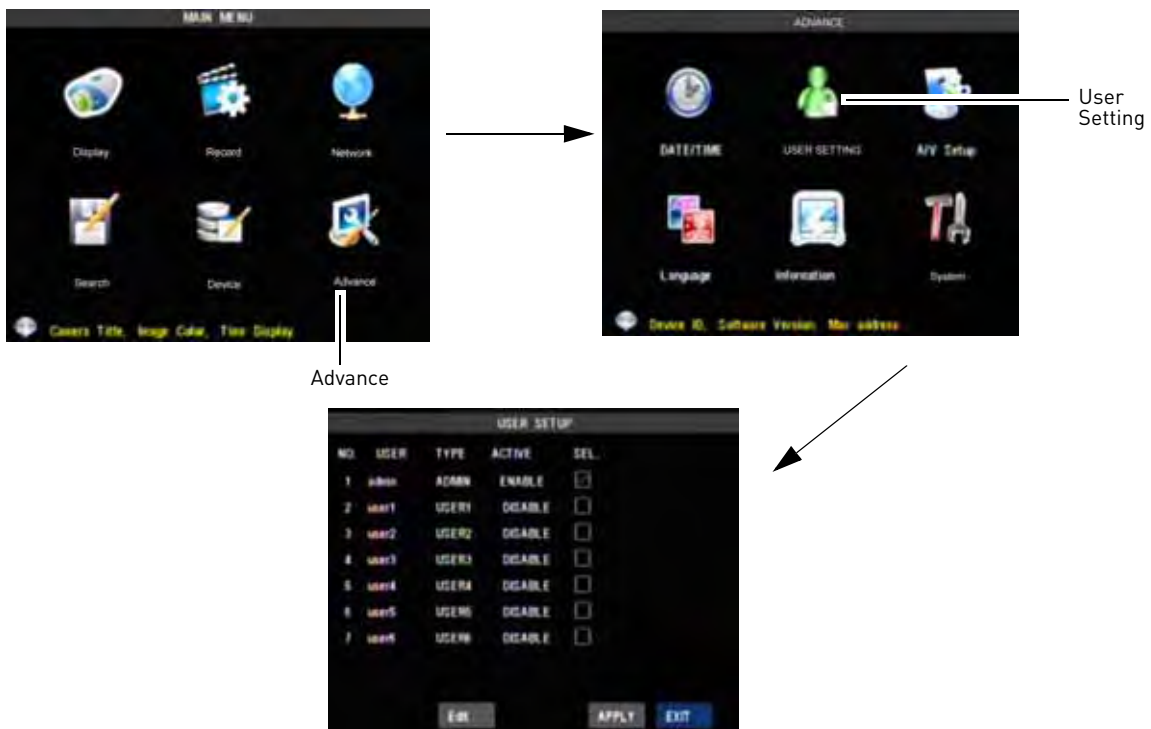 MAIN MENU
Display Record Network
Search Device Advance
Camera Title, Image Color, Time Display
Advance
ADVANCE
DATE/TIME USER SETTING A/V Setup
Language Information System
Device ID, Software Version, Mac address
User
Setting
USER SETUP
NO. USER TYPE ACTIVE SEL.
1 admin ADMIN ENABLE
2 user1 USER1 DISABLE
3 user2 USER2 DISABLE
4 user3 USER3 DISABLE
5 user4 USER4 DISABLE
6 user5 USER5 DISABLE
7 user6 USER6 DISABLE
Edit APPLY EXIT